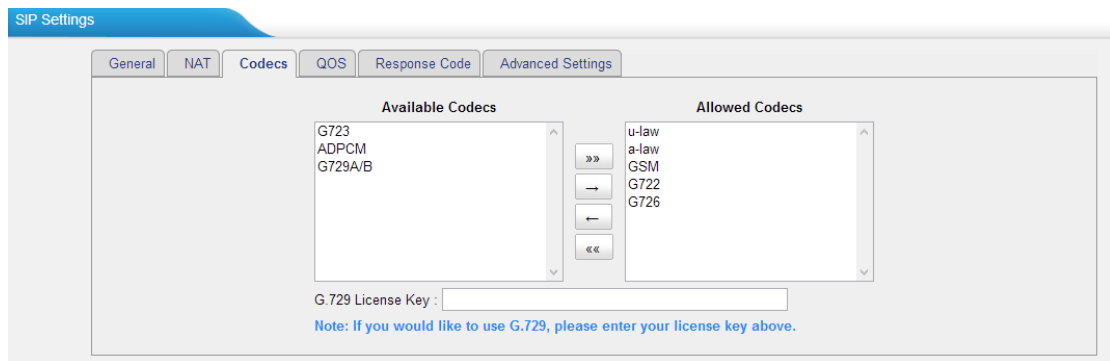 SIP Settings
General NAT Codecs QOS Response Code Advanced Settings
Available Codecs
G723
ADPCM
G729A/B
»»
→
←
««
Allowed Codecs
u-law
a-law
GSM
G722
G726
G.729 License Key :
Note: If you would like to use G.729, please enter your license key above.